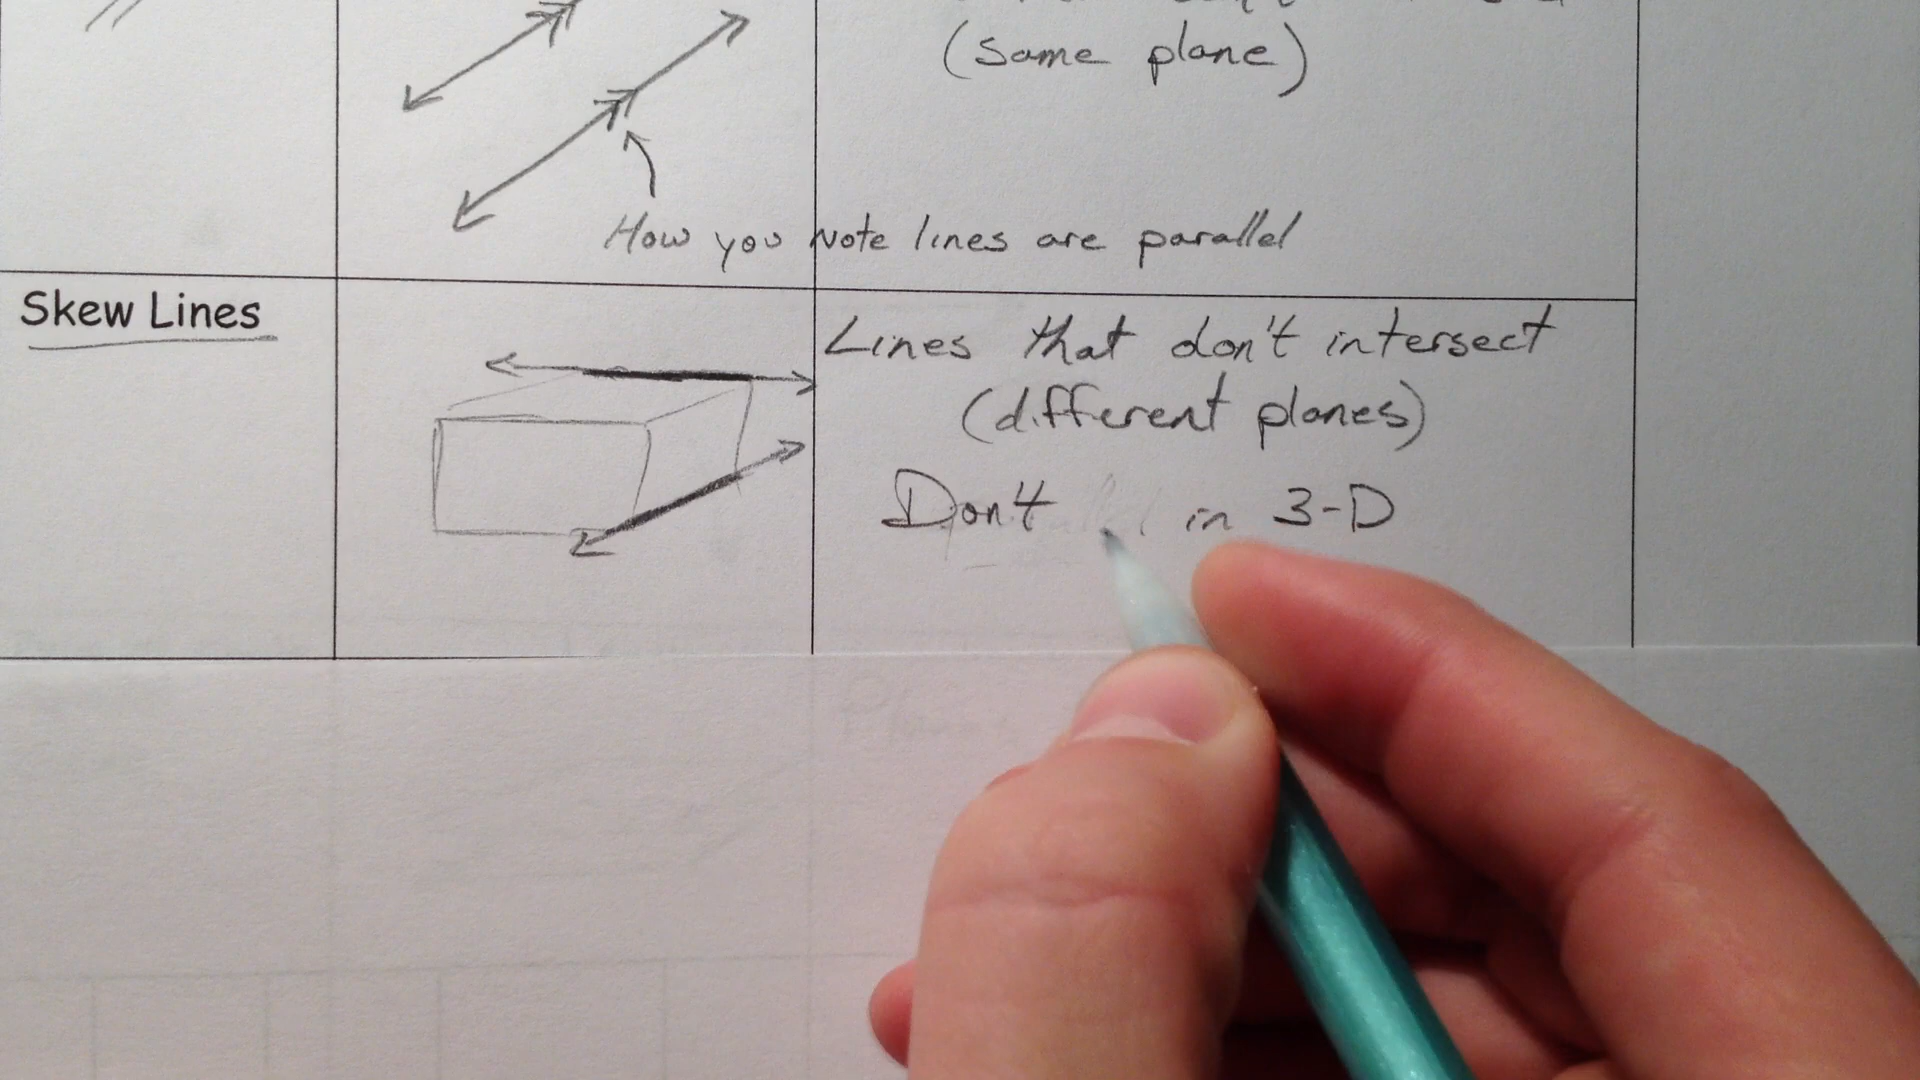 (same plane)
How you note lines are parallel
Skew Lines
Lines that don't intersect
(different planes)
Don't in 3-D